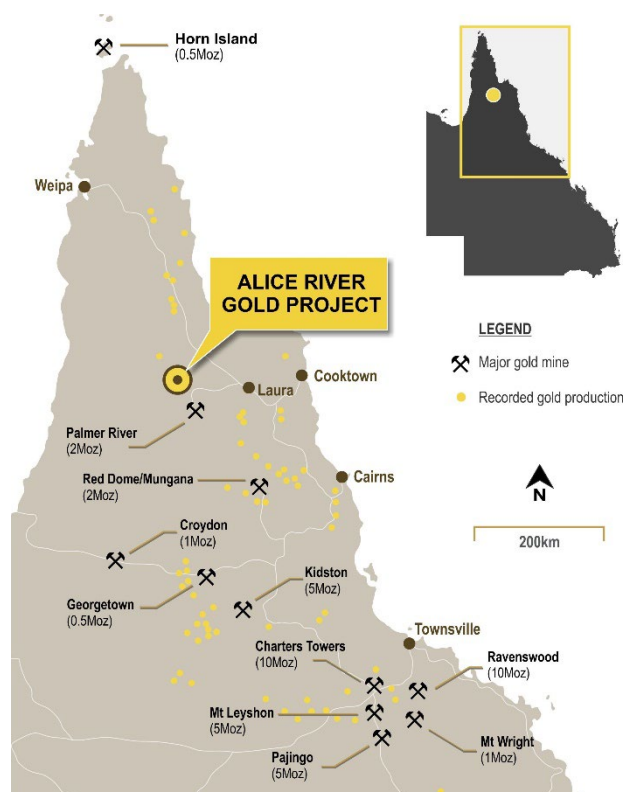 Horn Island
(0.5Moz)
Weipa
ALICE RIVER
GOLD PROJECT
LEGEND
Major gold mine
Recorded gold production
Laura
Cooktown
Palmer River
(2Moz)
Red Dome/Mungana
(2Moz)
Cairns
N
200km
Croydon
(1Moz)
Georgetown
(0.5Moz)
Kidston
(5Moz)
Townsville
Charters Towers
(10Moz)
Ravenswood
(10Moz)
Mt Leyshon
(5Moz)
Mt Wright
(1Moz)
Pajingo
(5Moz)